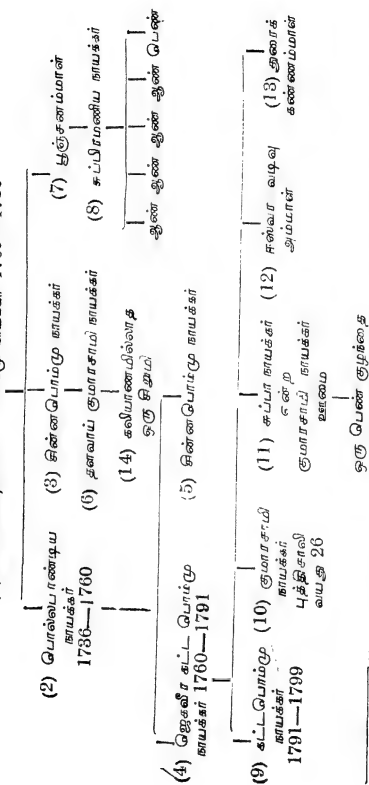 (2) பொல்லபாண்டிய
நாயக்கர்
1736—1760
(3) சின்னபொம்மு நாயக்கர்
(6) தளவாய் குமாரசாமி நாயக்கர்
(14) கலியாணமில்லாத
ஒரு சிறுமி
(7) பூஞ்சனம்மாள்
(8) சுப்பிரமணிய நாயக்கர்
ஆண் ஆண் ஆண் ஆண் பெண்
(4) ஜெகவீர கட்ட பொம்மு
நாயக்கர் 1760—1791
(5) சின்னபொம்மு நாயக்கர்
(9) கட்டபொம்மு
நாயக்கர்
1791—1799
(10) குமாரசாமி
நாயக்கர்
புத்திசாலி
வயது 26
(11) சுப்பா நாயக்கர்
என்ற
குமாரசாமி நாயக்கர்
ஊமை
ஒரு பெண் குழந்தை
(12) ஈஸ்வர வடிவு
அம்மாள்
(13) துரைக்
கண்ணம்மாள்